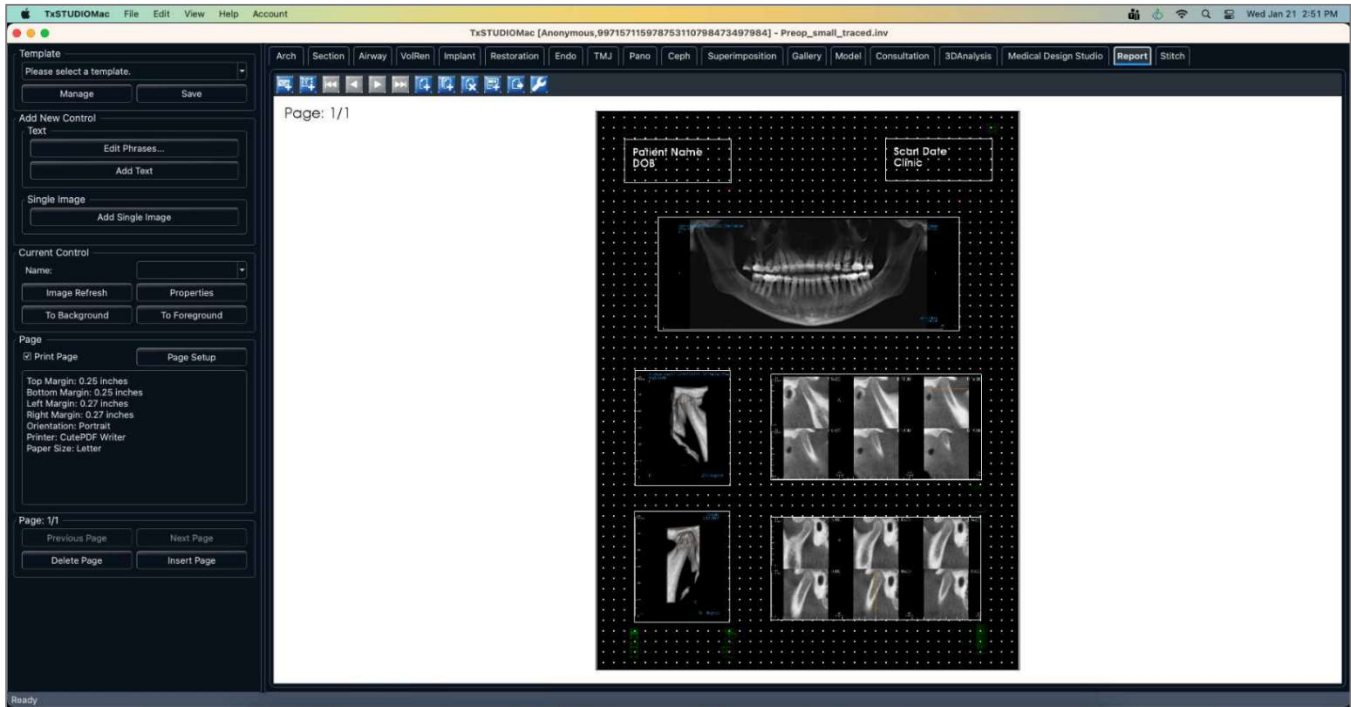 TxSTUDIOMac File Edit View Help Account
Wed Jan 21 2:51 PM
TxSTUDIOMac [Anonymous,99715711597875311079847349​7984] - Preop_small_traced.inv
Template
Please select a template.
Manage Save
Add New Control
Text
Edit Phrases...
Add Text
Single Image
Add Single Image
Current Control
Name:
Image Refresh Properties
To Background To Foreground
Page
Print Page Page Setup
Top Margin: 0.25 inches
Bottom Margin: 0.25 inches
Left Margin: 0.27 inches
Right Margin: 0.27 inches
Orientation: Portrait
Printer: CutePDF Writer
Paper Size: Letter
Page: 1/1
Previous Page Next Page
Delete Page Insert Page
Ready
Arch Section Airway VolRen Implant Restoration Endo TMJ Pano Ceph Superimposition Gallery Model Consultation 3DAnalysis Medical Design Studio Report Stitch
Page: 1/1
Patient Name
DOB
Scan Date
Clinic